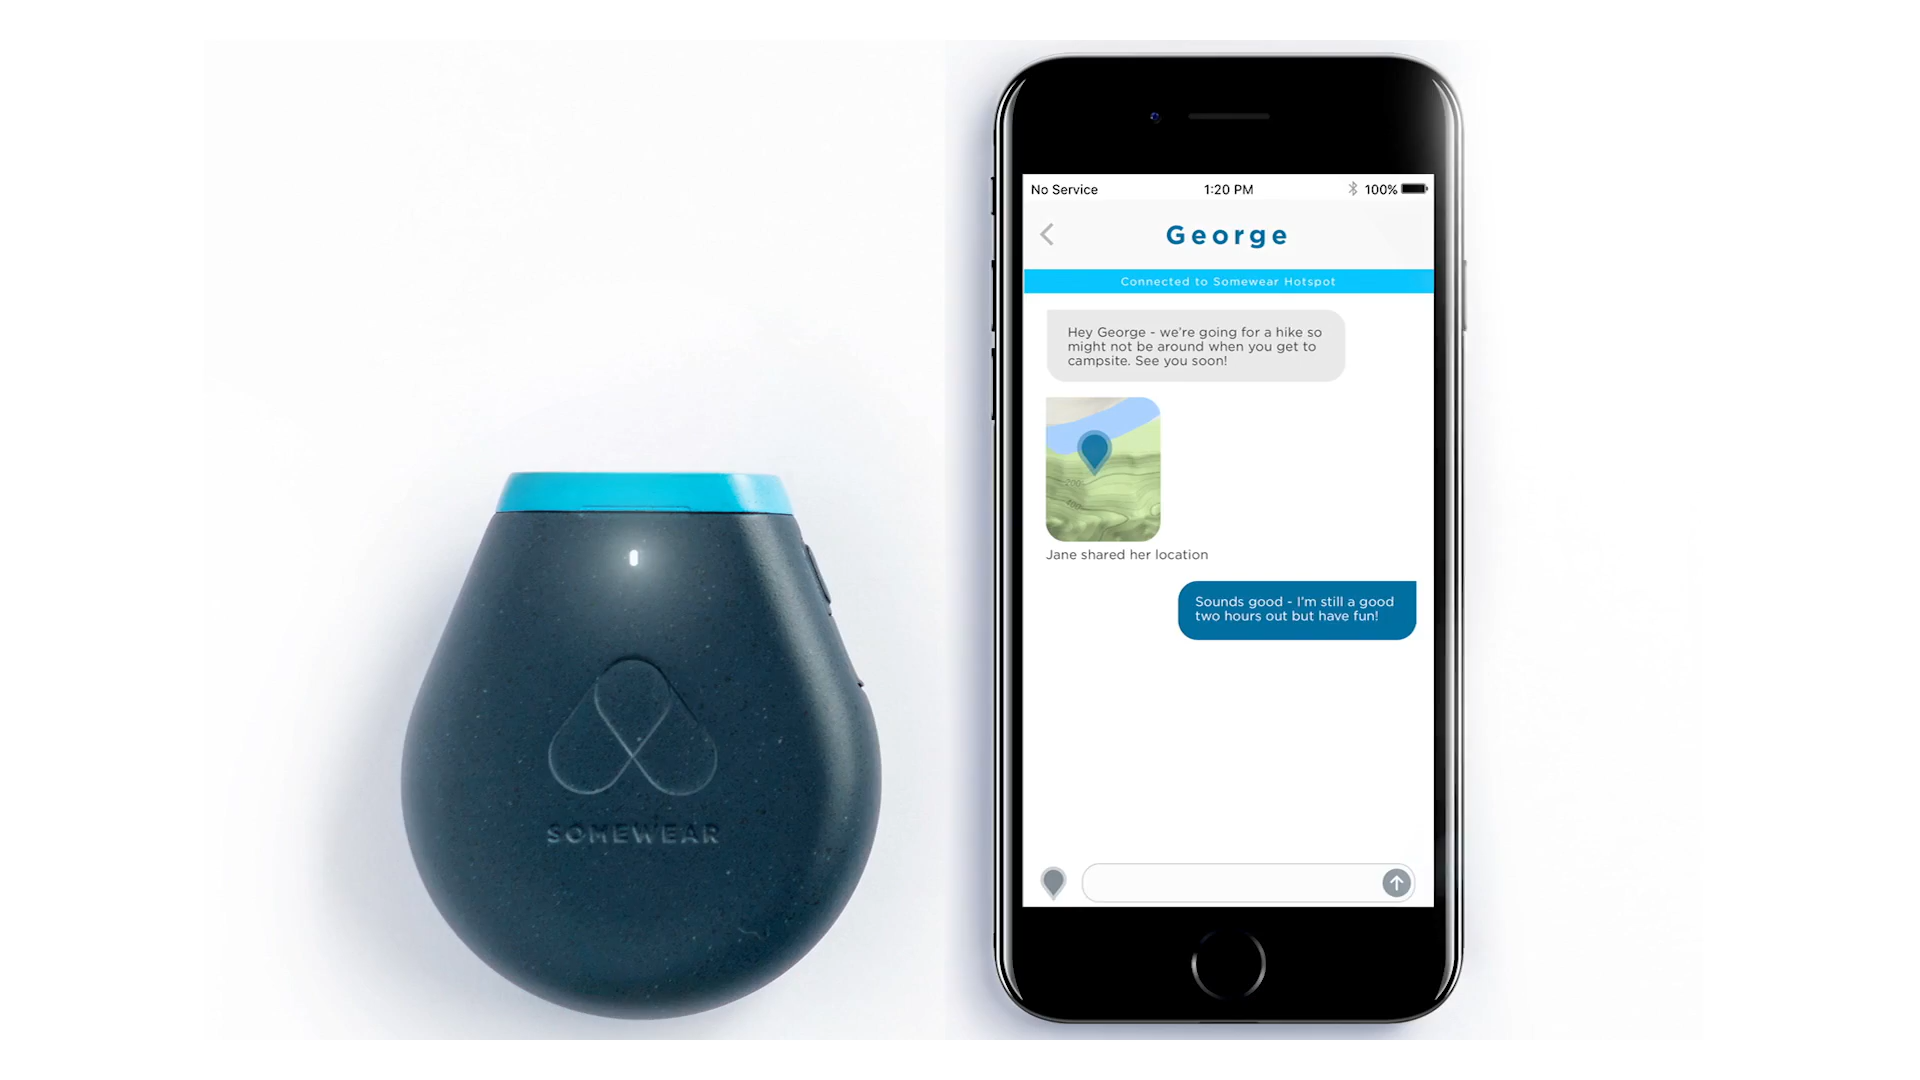 SOMEWEAR
No Service
1:20 PM
100%
George
Connected to Somewear Hotspot
Hey George - we're going for a hike so
might not be around when you get to
campsite. See you soon!
200
Jane shared her location
Sounds good - I'm still a good
two hours out but have fun!